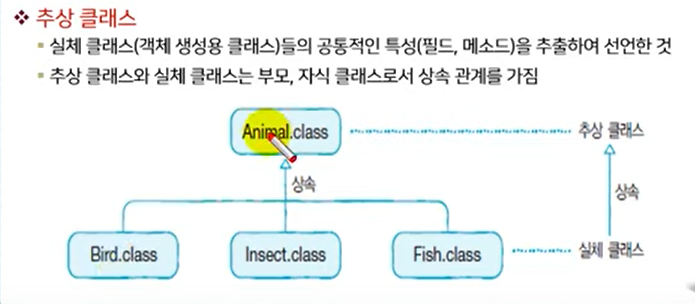 ❖ 추상 클래스
▪ 실체 클래스(객체 생성용 클래스)들의 공통적인 특성(필드, 메소드)을 추출하여 선언한 것
▪ 추상 클래스와 실체 클래스는 부모, 자식 클래스로서 상속 관계를 가짐
Animal.class 추상 클래스
상속 상속
Bird.class Insect.class Fish.class 실체 클래스